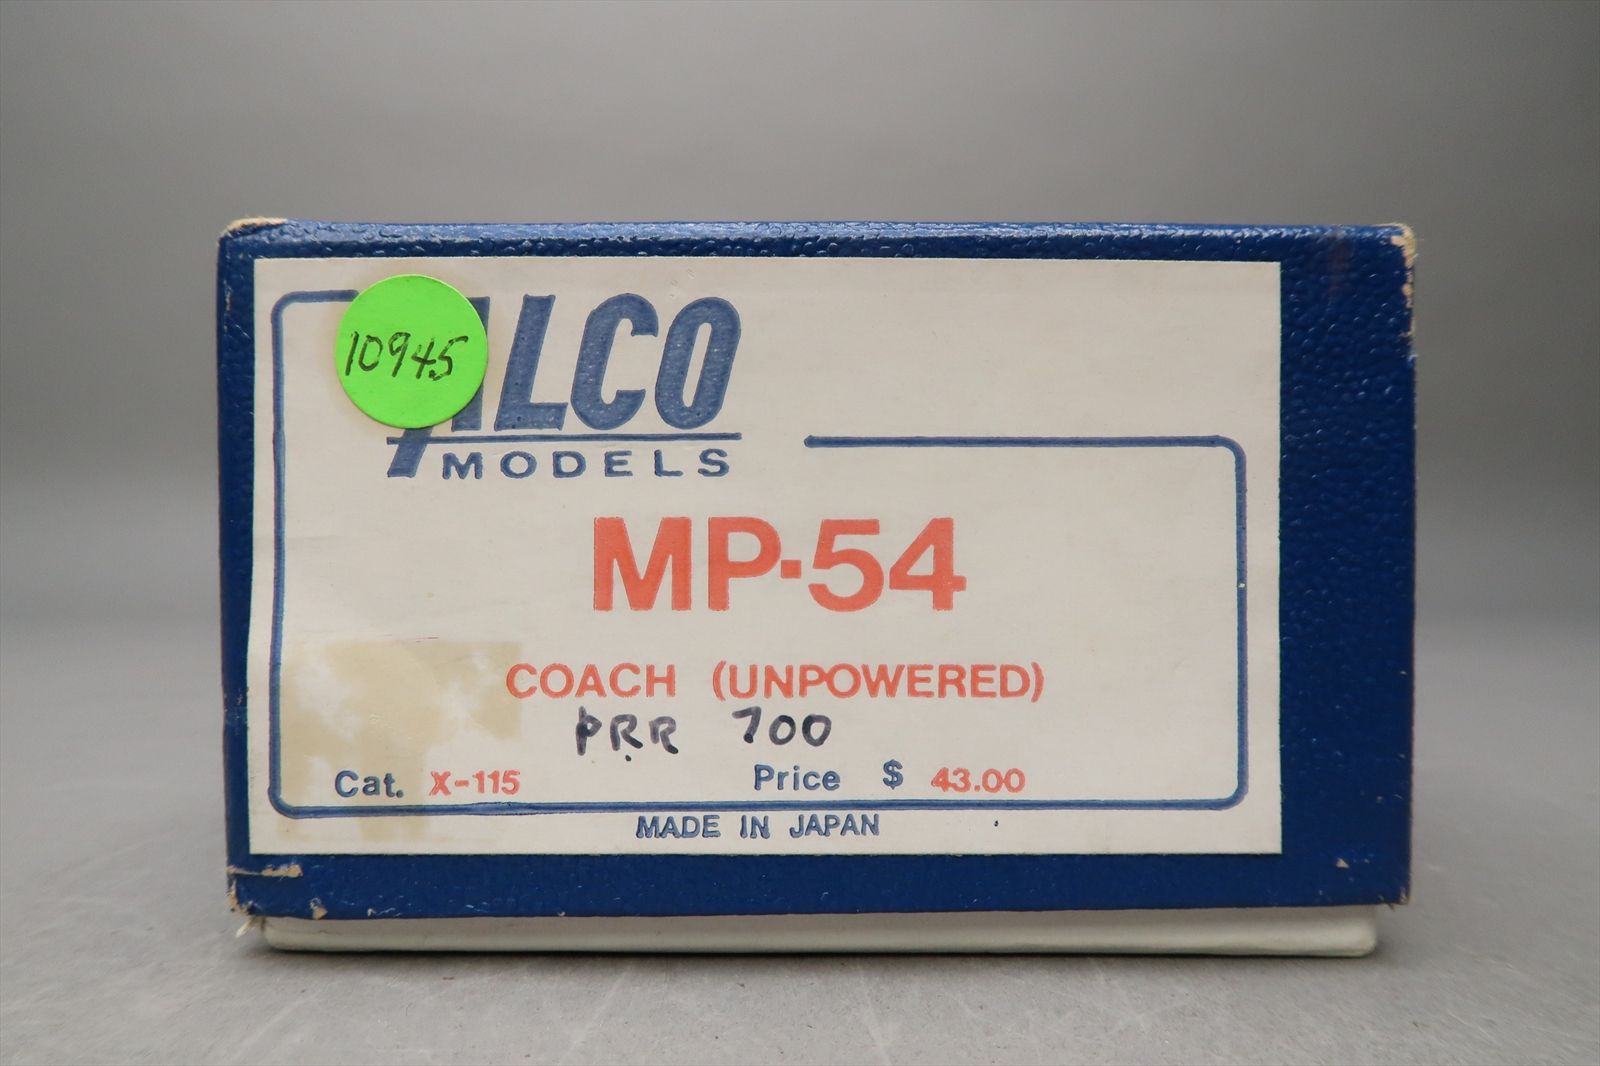 10945
ALCO
MODELS
MP-54
COACH (UNPOWERED)
PRR 700
Cat. X-115 Price $ 43.00
MADE IN JAPAN